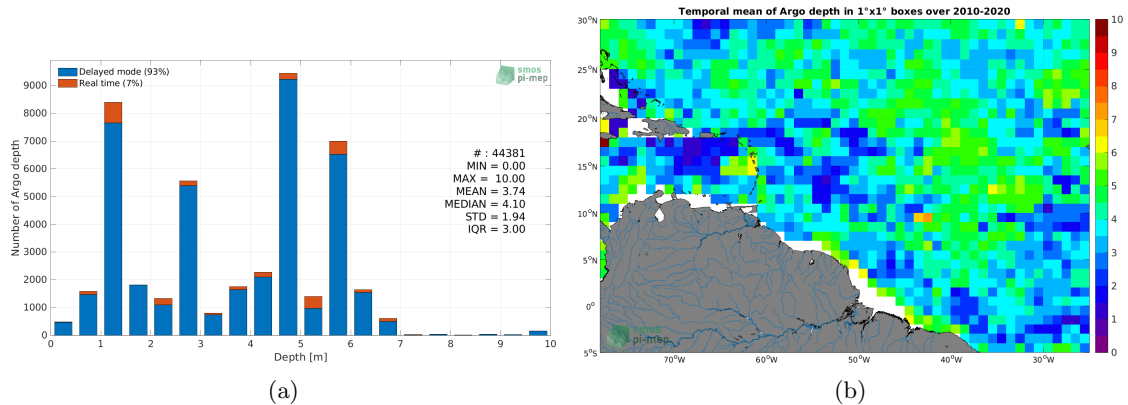 Delayed mode (93%)
Real time (7%)
smos
pi-mep
Number of Argo depth
9000
8000
7000
6000
5000
4000
3000
2000
1000
0
# : 44381
MIN = 0.00
MAX = 10.00
MEAN = 3.74
MEDIAN = 4.10
STD = 1.94
IQR = 3.00
0 1 2 3 4 5 6 7 8 9 10
Depth [m]
(a)
Temporal mean of Argo depth in 1°x1° boxes over 2010-2020
30°N
25°N
20°N
15°N
10°N
5°N
0°
5°S
70°W 60°W 50°W 40°W 30°W
smos
pi-mep
10
9
8
7
6
5
4
3
2
1
0
(b)